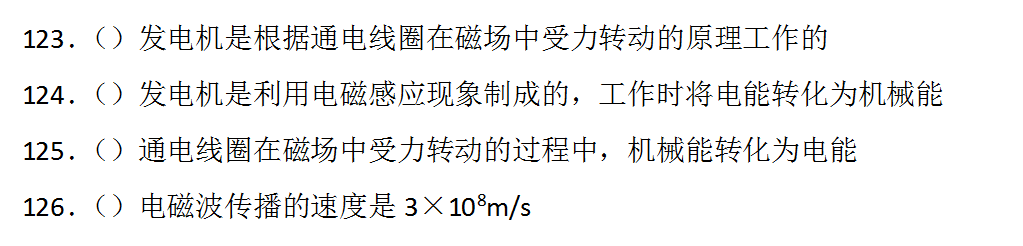 123.（）发电机是根据通电线圈在磁场中受力转动的原理工作的
124.（）发电机是利用电磁感应现象制成的，工作时将电能转化为机械能
125.（）通电线圈在磁场中受力转动的过程中，机械能转化为电能
126.（）电磁波传播的速度是 3×10⁸m/s